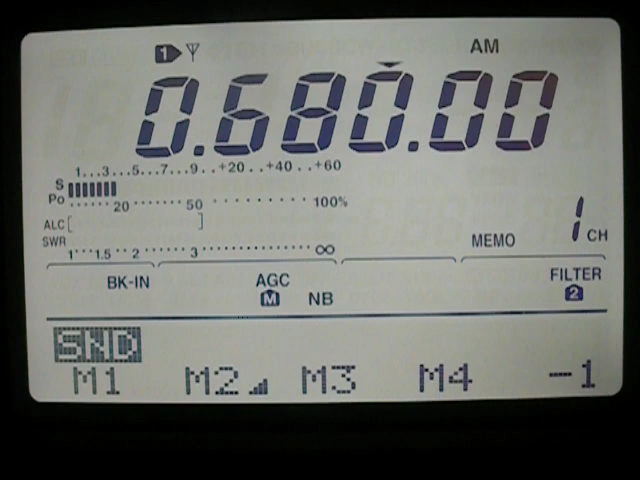 1 AM
0.680.00
1...3...5...7...9..+20..+40..+60
S
Po ......20........50..........100%
ALC[ ]
SWR
1...1.5..2.......3..................∞
MEMO 1 CH
BK-IN AGC FILTER
M NB 2
SND
M1 M2 M3 M4 -1